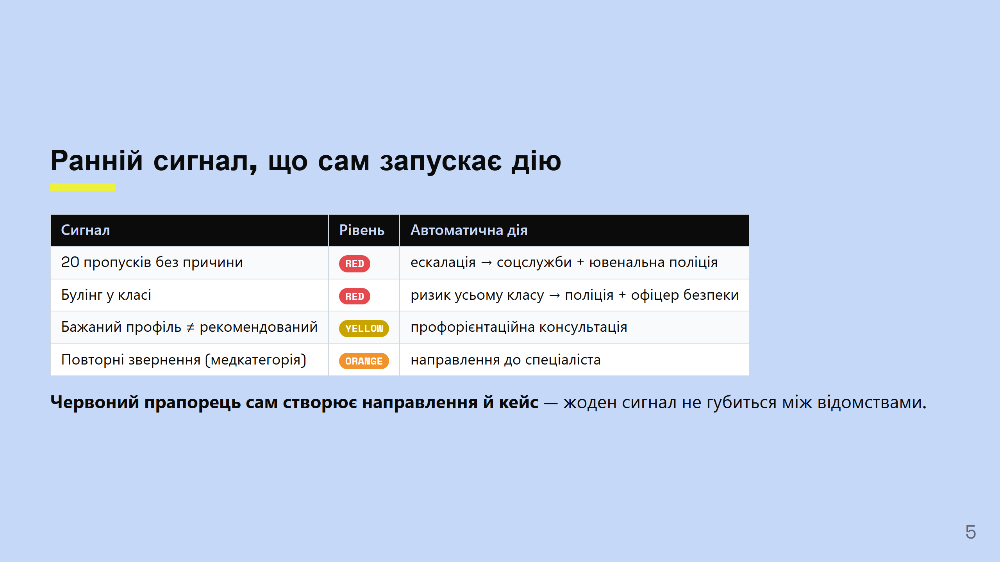 Ранній сигнал, що сам запускає дію
Сигнал Рівень Автоматична дія
20 пропусків без причини RED ескалація → соцслужби + ювенальна поліція
Булінг у класі RED ризик усьому класу → поліція + офіцер безпеки
Бажаний профіль ≠ рекомендований YELLOW профорієнтаційна консультація
Повторні звернення (медкатегорія) ORANGE направлення до спеціаліста
Червоний прапорець сам створює направлення й кейс — жоден сигнал не губиться між відомствами.
5